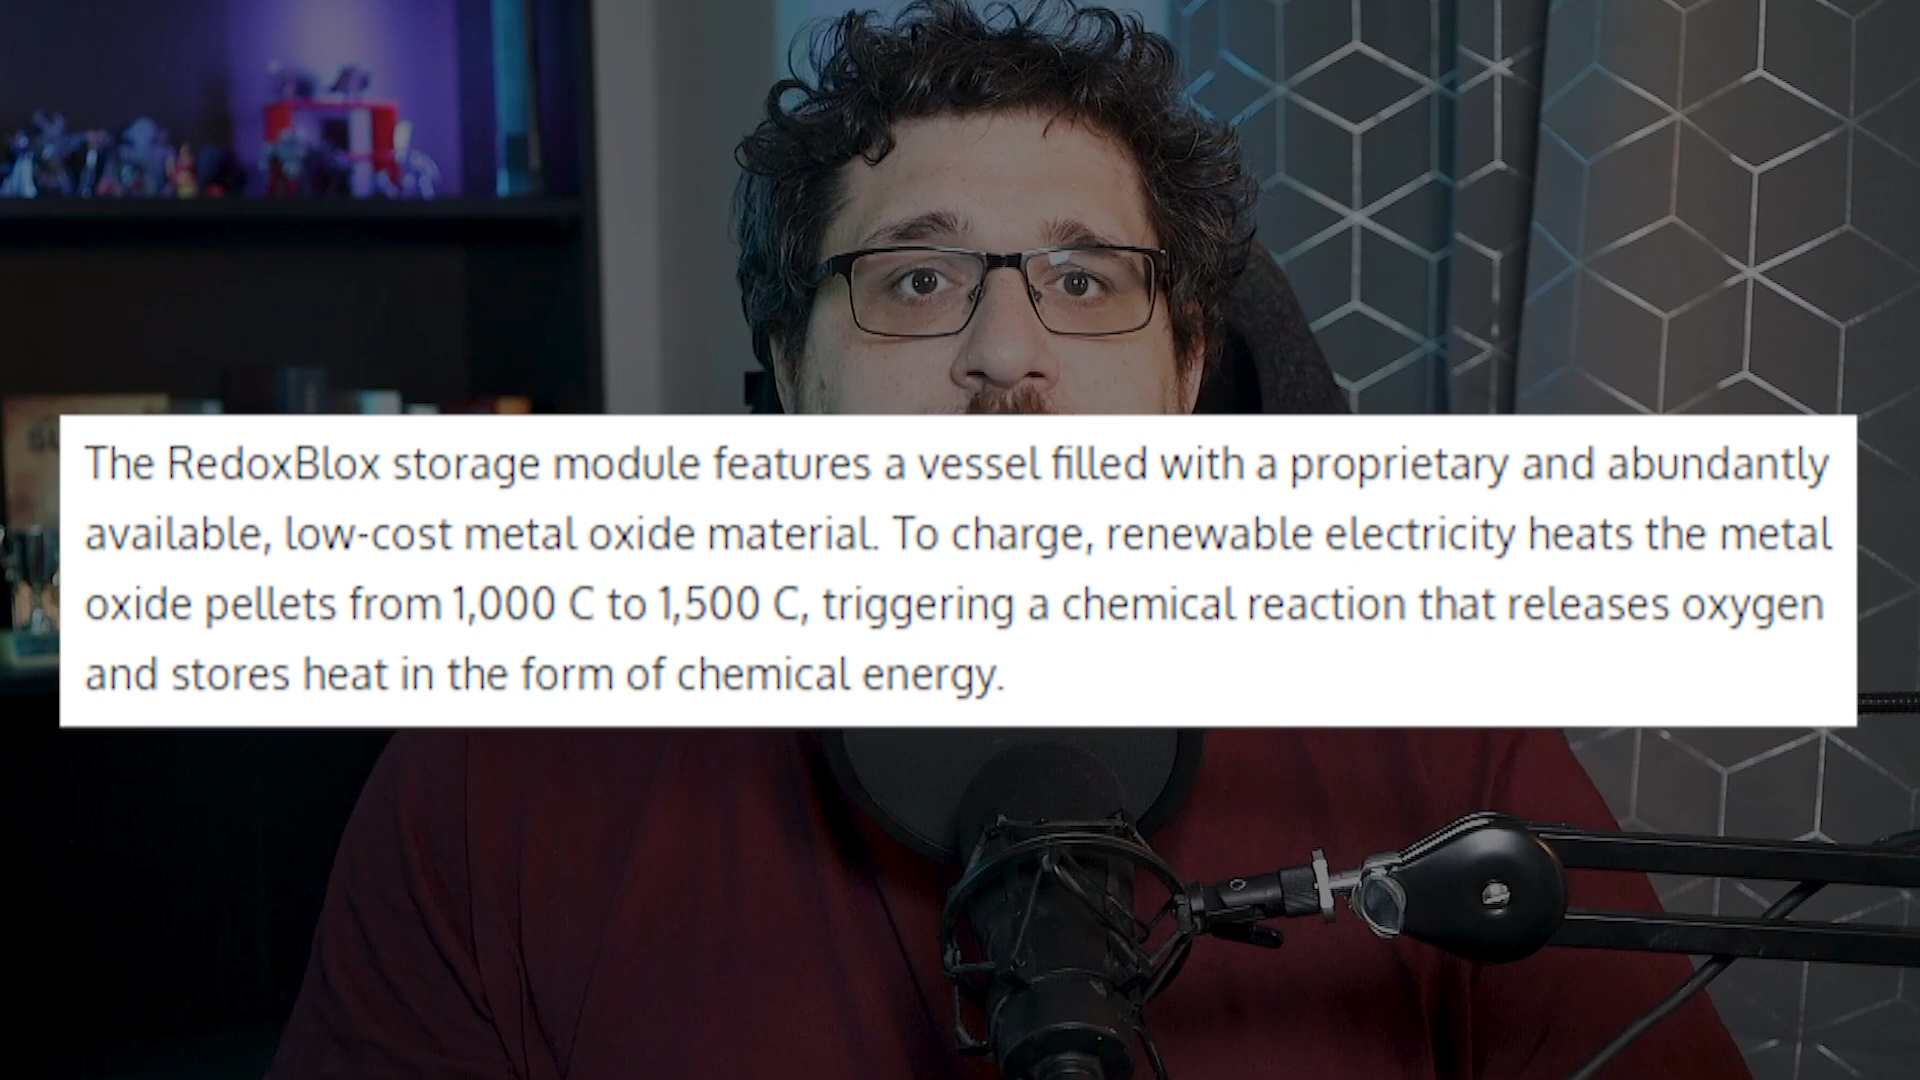 The RedoxBlox storage module features a vessel filled with a proprietary and abundantly
available, low-cost metal oxide material. To charge, renewable electricity heats the metal
oxide pellets from 1,000 C to 1,500 C, triggering a chemical reaction that releases oxygen
and stores heat in the form of chemical energy.